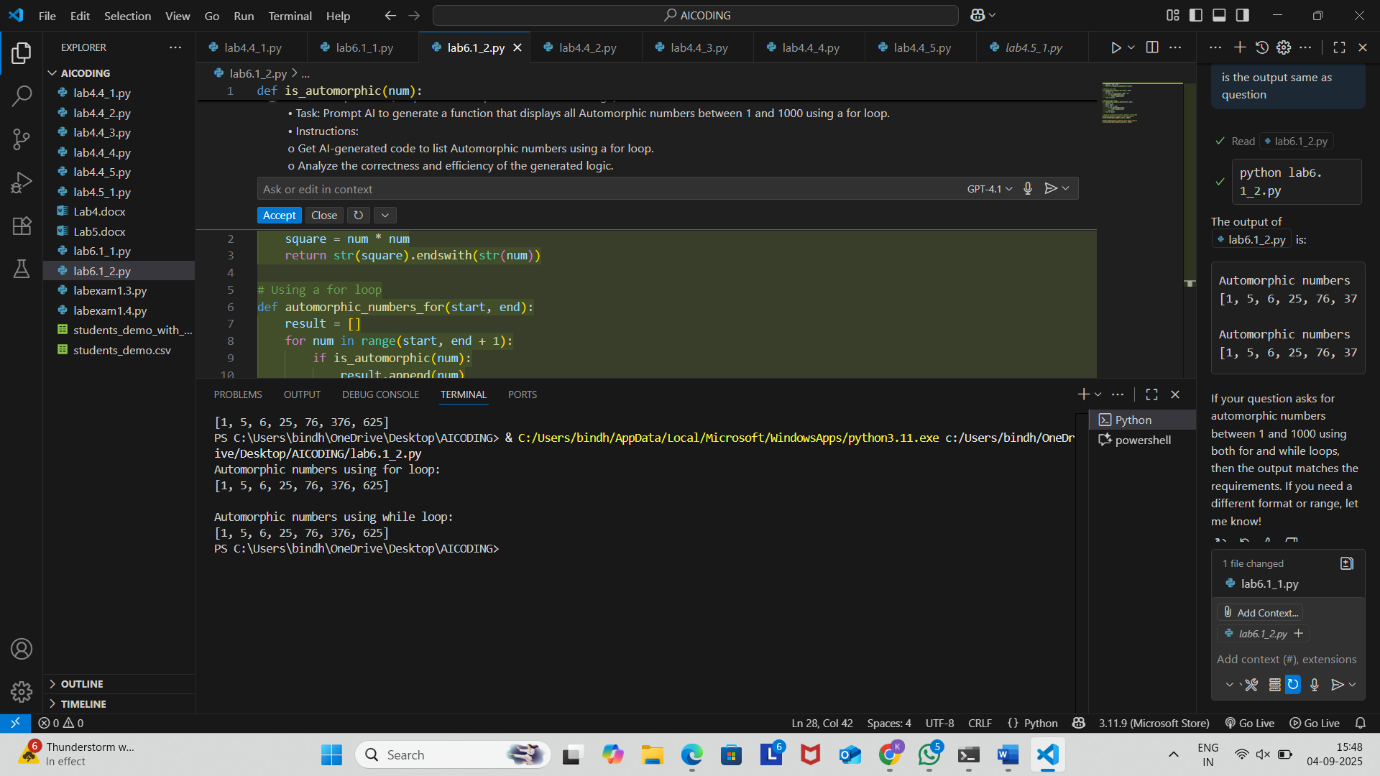 File Edit Selection View Go Run Terminal Help
AICODING
EXPLORER
AICODING
lab4.4_1.py
lab4.4_2.py
lab4.4_3.py
lab4.4_4.py
lab4.4_5.py
lab4.5_1.py
Lab4.docx
Lab5.docx
lab6.1_1.py
lab6.1_2.py
labexam1.3.py
labexam1.4.py
students_demo_with_...
students_demo.csv
OUTLINE
TIMELINE
lab4.4_1.py lab6.1_1.py lab6.1_2.py lab4.4_2.py lab4.4_3.py lab4.4_4.py lab4.4_5.py lab4.5_1.py
lab6.1_2.py > ...
1 def is_automorphic(num):
• Task: Prompt AI to generate a function that displays all Automorphic numbers between 1 and 1000 using a for loop.
• Instructions:
o Get AI-generated code to list Automorphic numbers using a for loop.
o Analyze the correctness and efficiency of the generated logic.
Ask or edit in context GPT-4.1
Accept Close
2 square = num * num
3 return str(square).endswith(str(num))
4
5 # Using a for loop
6 def automorphic_numbers_for(start, end):
7 result = []
8 for num in range(start, end + 1):
9 if is_automorphic(num):
10 result.append(num)
PROBLEMS OUTPUT DEBUG CONSOLE TERMINAL PORTS
[1, 5, 6, 25, 76, 376, 625]
PS C:\Users\bindh\OneDrive\Desktop\AICODING> & C:/Users/bindh/AppData/Local/Microsoft/WindowsApps/python3.11.exe c:/Users/bindh/OneDr
ive/Desktop/AICODING/lab6.1_2.py
Automorphic numbers using for loop:
[1, 5, 6, 25, 76, 376, 625]
Automorphic numbers using while loop:
[1, 5, 6, 25, 76, 376, 625]
PS C:\Users\bindh\OneDrive\Desktop\AICODING>
Python
powershell
is the output same as
question
Read lab6.1_2.py
python lab6.
1_2.py
The output of
lab6.1_2.py is:
Automorphic numbers
[1, 5, 6, 25, 76, 37
Automorphic numbers
[1, 5, 6, 25, 76, 37
If your question asks for
automorphic numbers
between 1 and 1000 using
both for and while loops,
then the output matches the
requirements. If you need a
different format or range, let
me know!
1 file changed
lab6.1_1.py
Add Context...
lab6.1_2.py +
Add context (#), extensions
0 0 Ln 28, Col 42 Spaces: 4 UTF-8 CRLF {} Python 3.11.9 (Microsoft Store) Go Live Go Live
6 Thunderstorm w...
In effect
Search
6
K
5
ENG
IN
15:48
04-09-2025